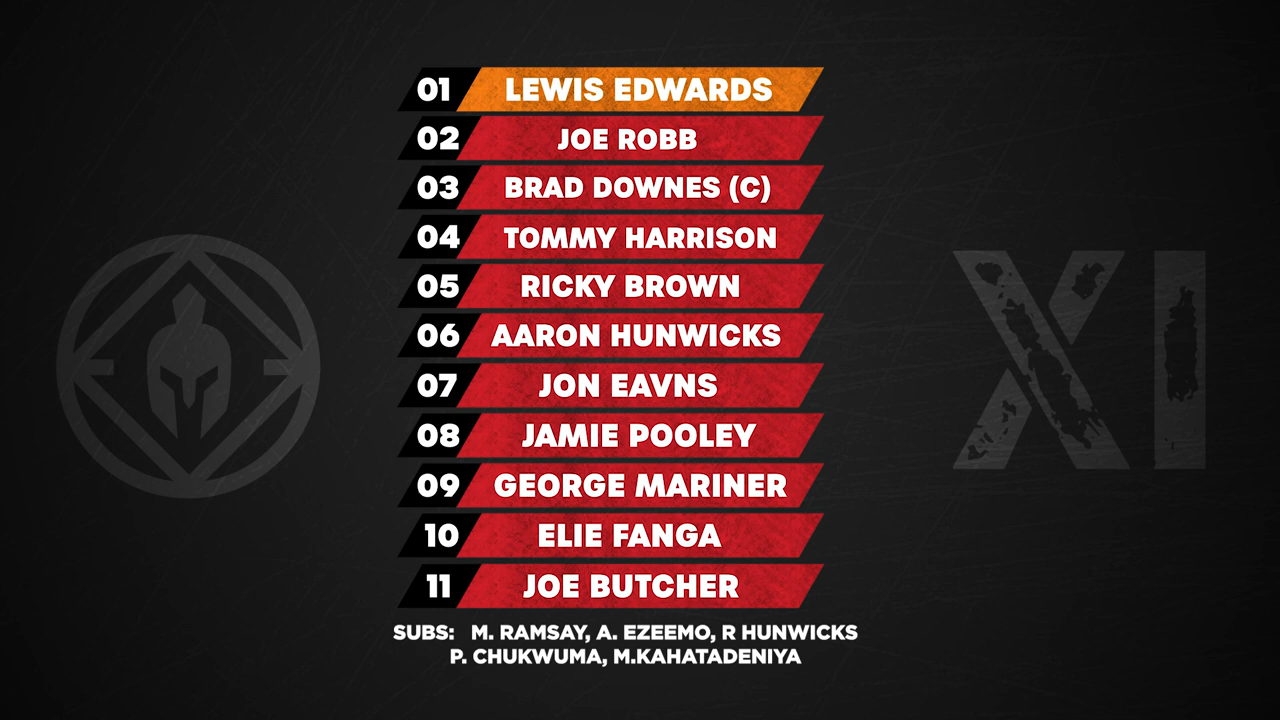 01 LEWIS EDWARDS
02 JOE ROBB
03 BRAD DOWNES (C)
04 TOMMY HARRISON
05 RICKY BROWN
06 AARON HUNWICKS
07 JON EAVNS
08 JAMIE POOLEY
09 GEORGE MARINER
10 ELIE FANGA
11 JOE BUTCHER
SUBS: M. RAMSAY, A. EZEEMO, R HUNWICKS
P. CHUKWUMA, M.KAHATADENIYA
XI